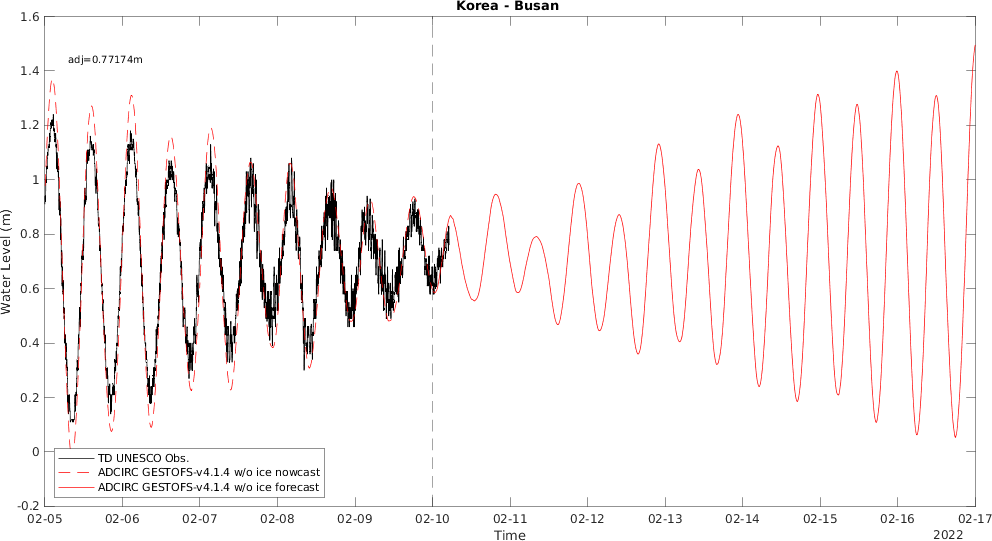 Korea - Busan
1.6
1.4
1.2
1
0.8
0.6
0.4
0.2
0
-0.2
Water Level (m)
adj=0.77174m
TD UNESCO Obs.
ADCIRC GESTOFS-v4.1.4 w/o ice nowcast
ADCIRC GESTOFS-v4.1.4 w/o ice forecast
02-05 02-06 02-07 02-08 02-09 02-10 02-11 02-12 02-13 02-14 02-15 02-16 02-17
Time
2022